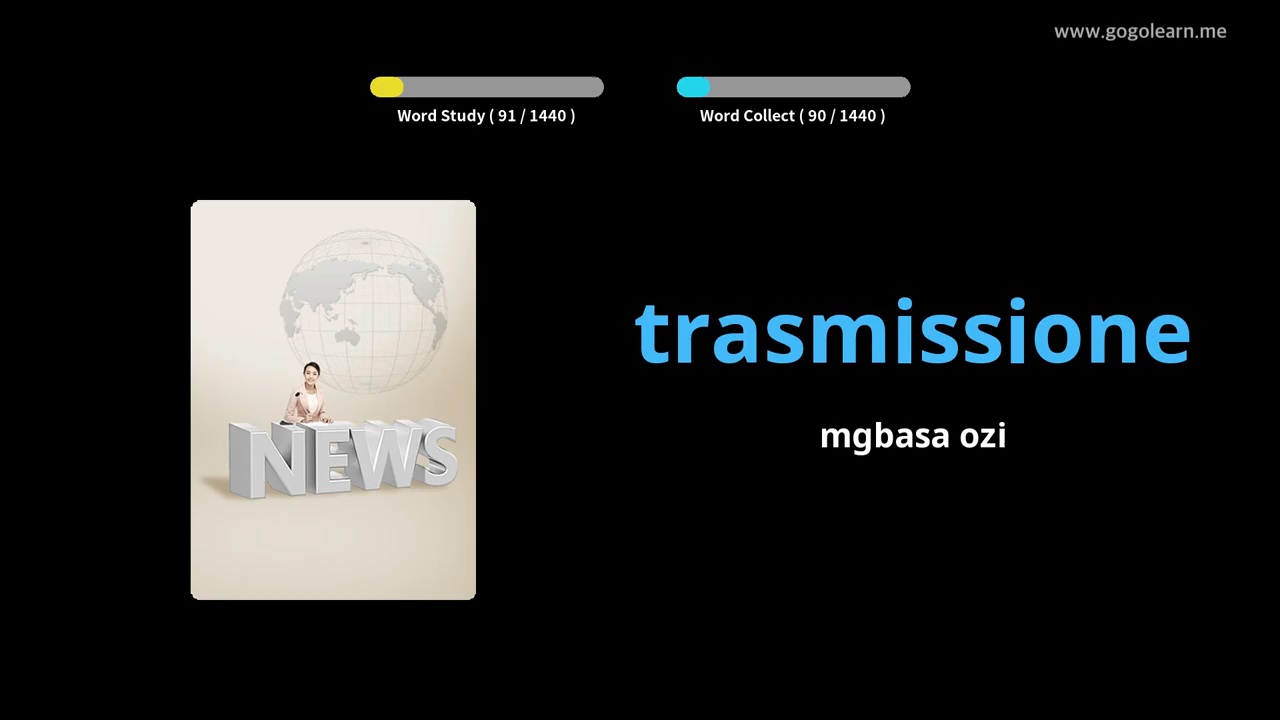 www.gogolearn.me
Word Study ( 91 / 1440 )
Word Collect ( 90 / 1440 )
NEWS
trasmissione
mgbasa ozi